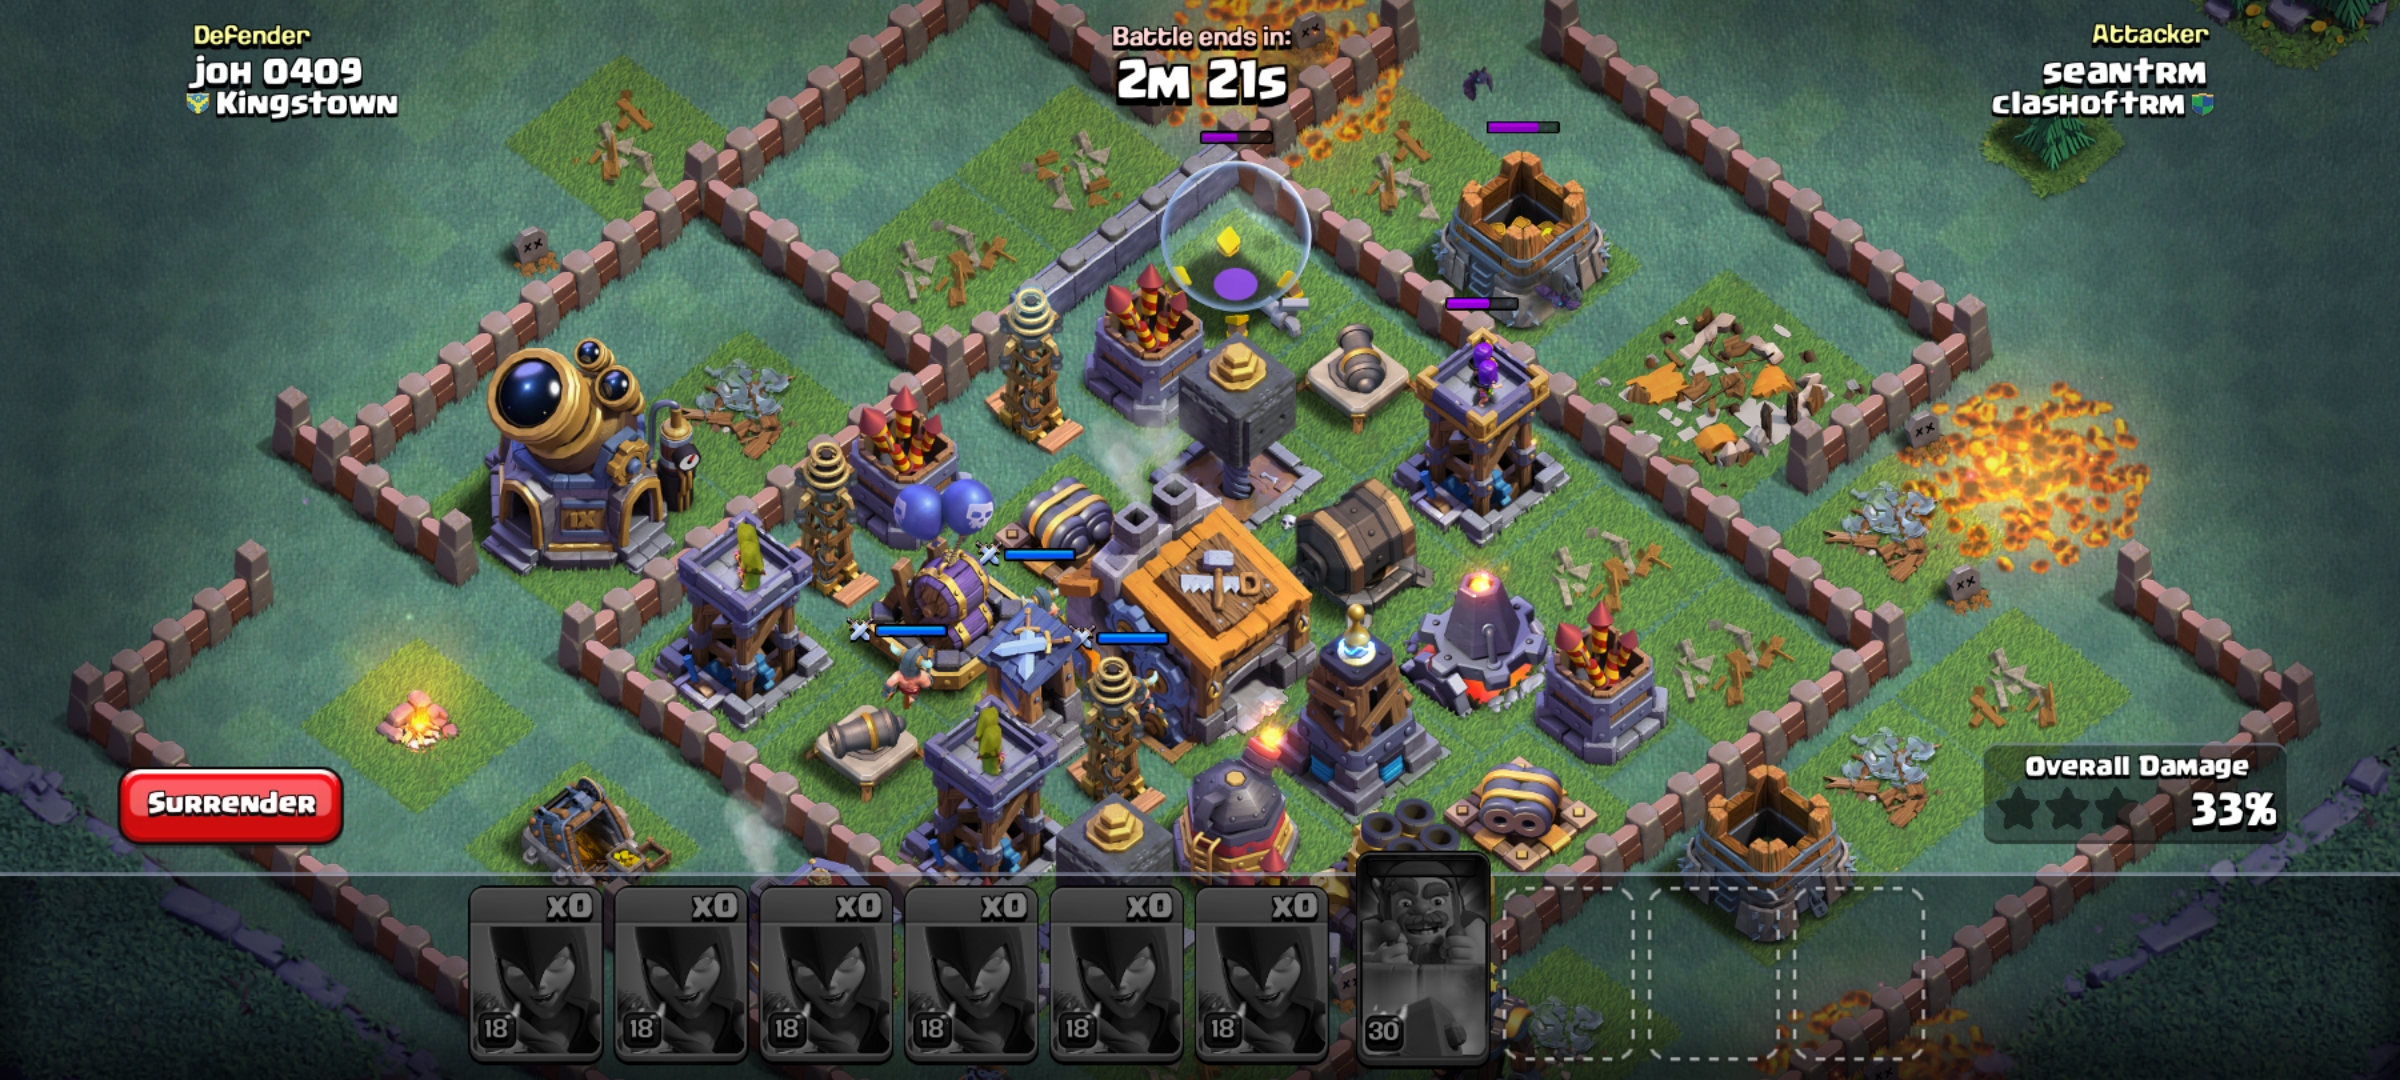 Defender
joh 0409
Kingstown
Battle ends in:
2m 21s
Attacker
seantrm
clashoftrm
IX
Surrender
Overall Damage
33%
x0
x0
x0
x0
x0
x0
18
18
18
18
18
18
30